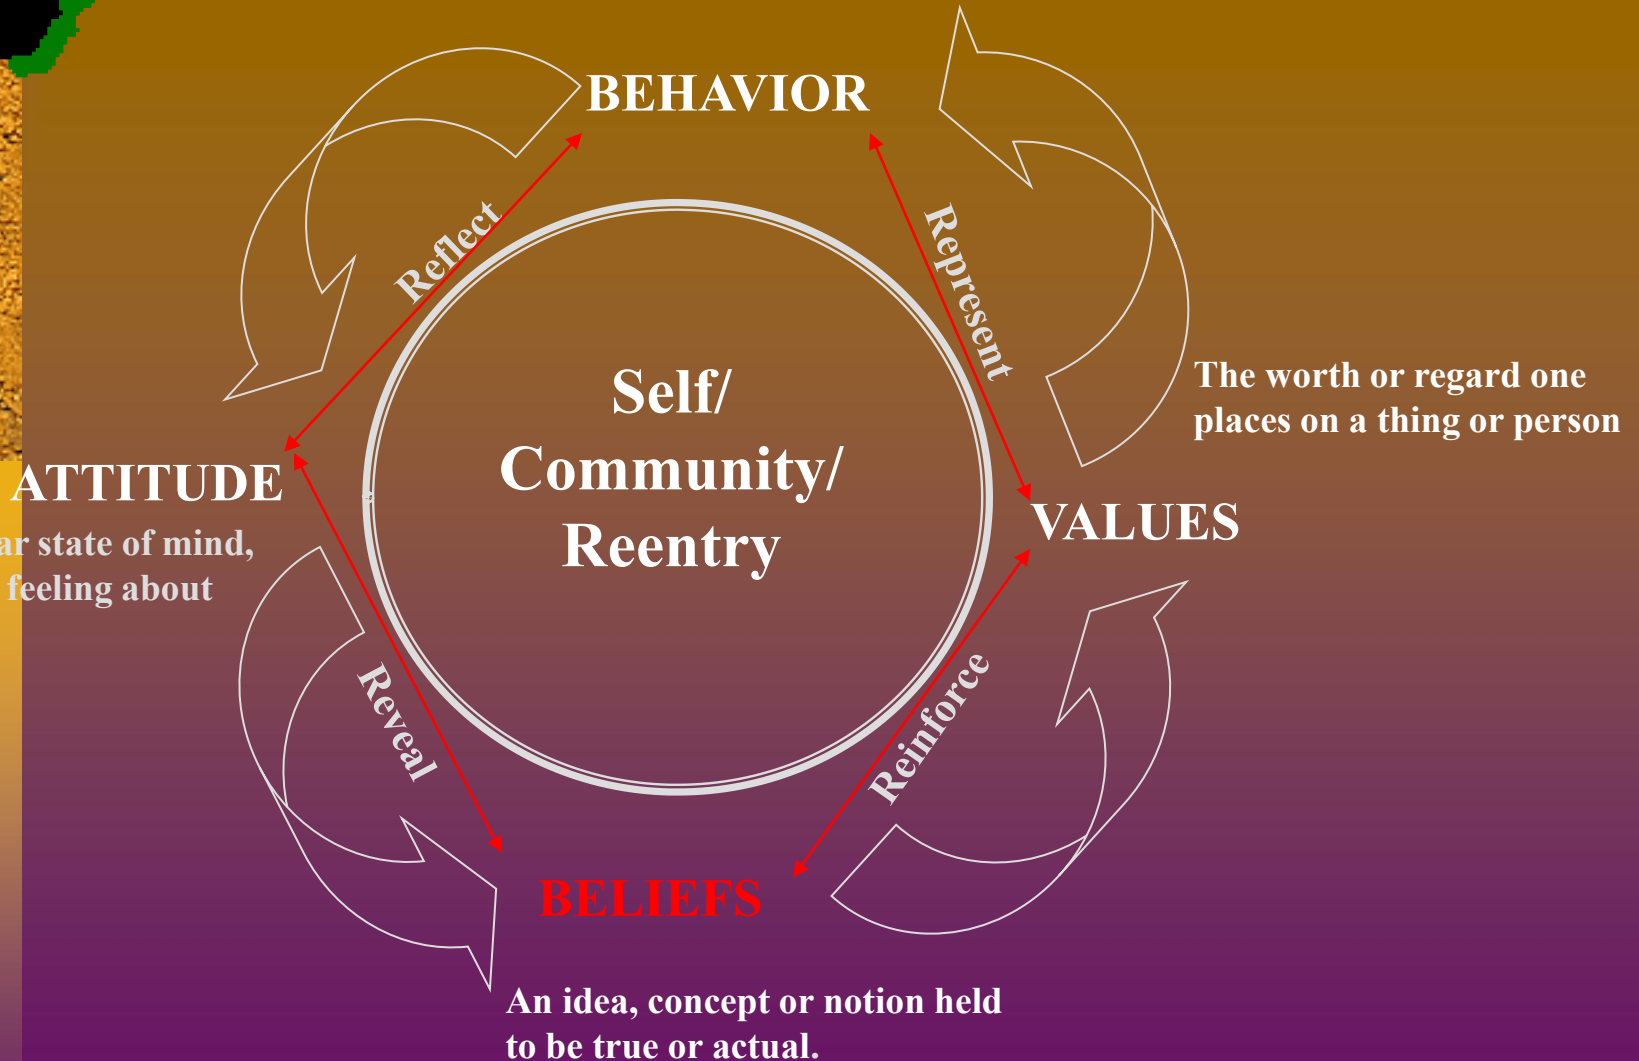 BEHAVIOR
Reflect
Represent
Self/
Community/
Reentry
The worth or regard one
places on a thing or person
ATTITUDE
state of mind,
feeling about
VALUES
Reveal
Reinforce
BELIEFS
An idea, concept or notion held
to be true or actual.